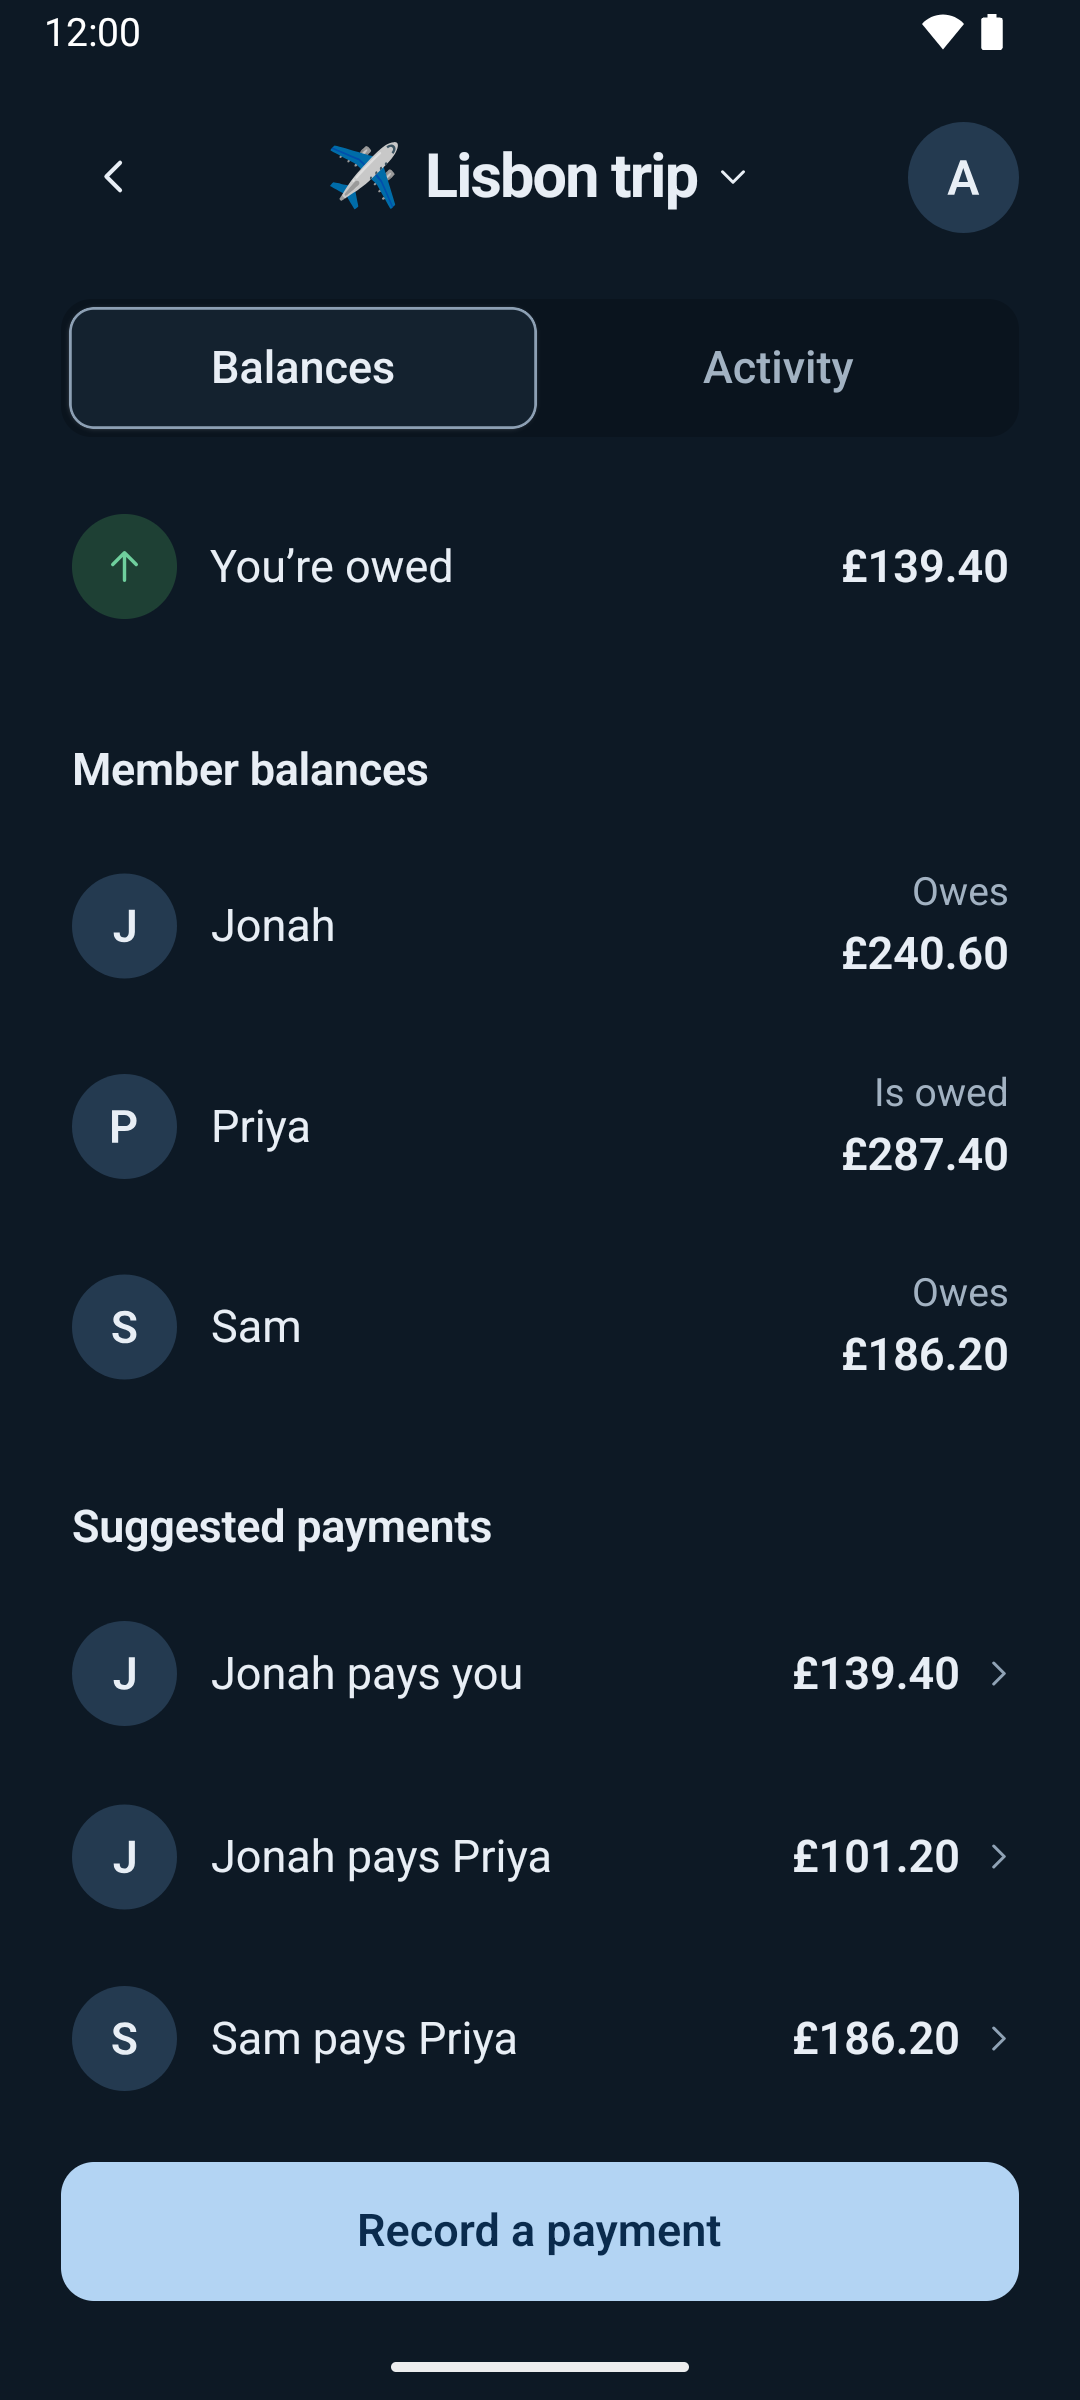 12:00
Lisbon trip
A
Balances
Activity
You’re owed
£139.40
Member balances
J
Jonah
Owes
£240.60
P
Priya
Is owed
£287.40
S
Sam
Owes
£186.20
Suggested payments
J
Jonah pays you
£139.40
J
Jonah pays Priya
£101.20
S
Sam pays Priya
£186.20
Record a payment